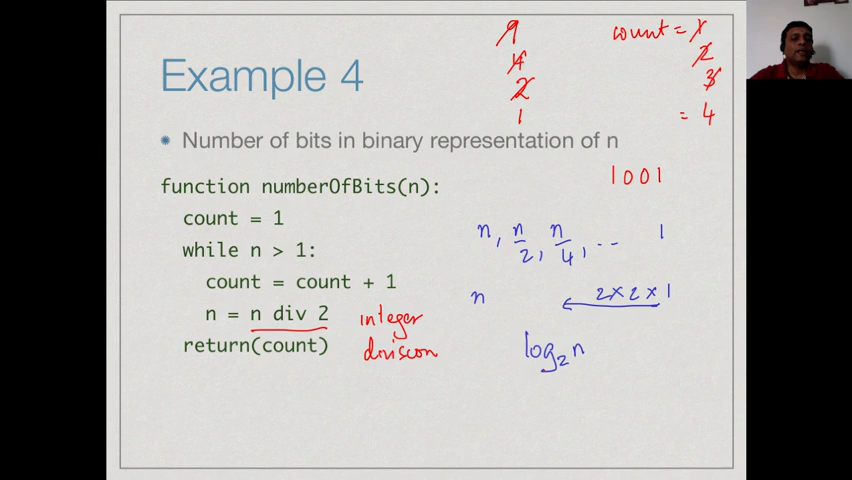 Example 4
Number of bits in binary representation of n
function numberOfBits(n):
count = 1
while n > 1:
count = count + 1
n = n div 2
return(count)
integer
division
9
4
2
1
count = 1
2
3
= 4
1001
n, n/2, n/4, ... 1
n
2×2×1
log₂n